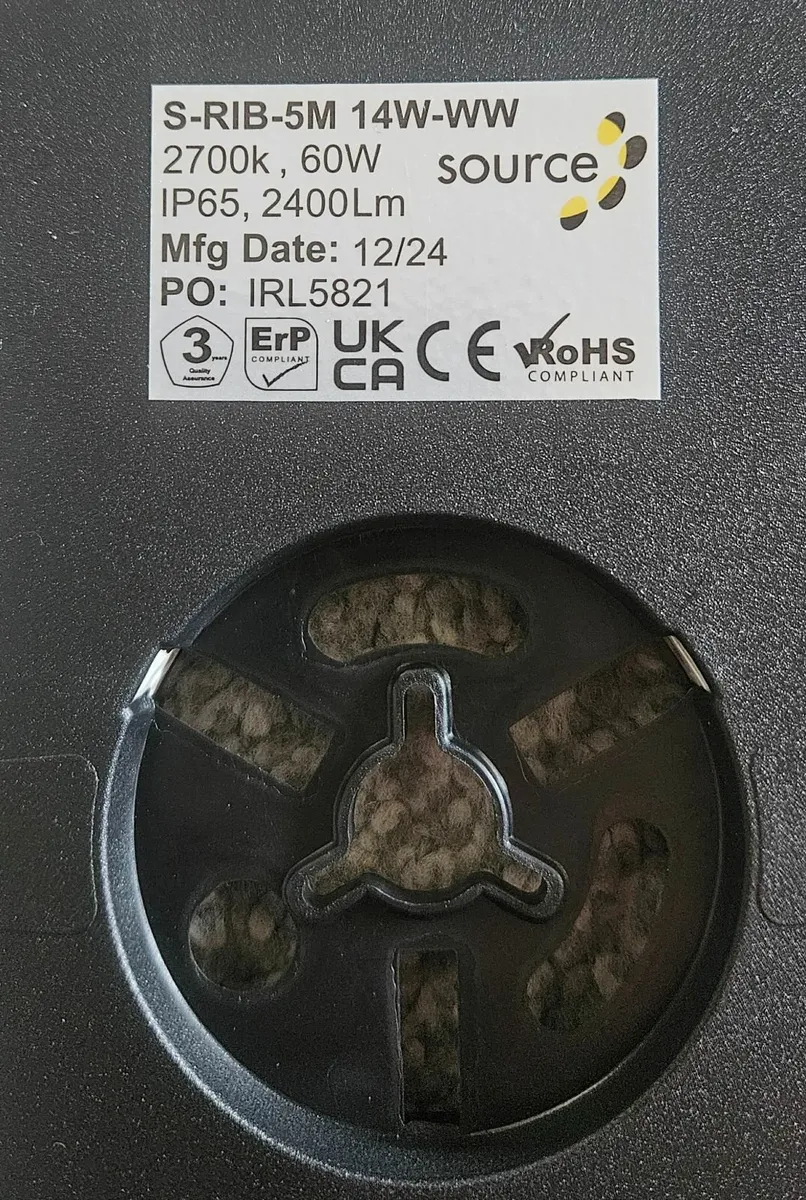 S-RIB-5M 14W-WW
2700k , 60W
source
IP65, 2400Lm
Mfg Date: 12/24
PO: IRL5821
3 years
Quality
Assurance
ErP
COMPLIANT
UK
CA
CE
RoHS
COMPLIANT